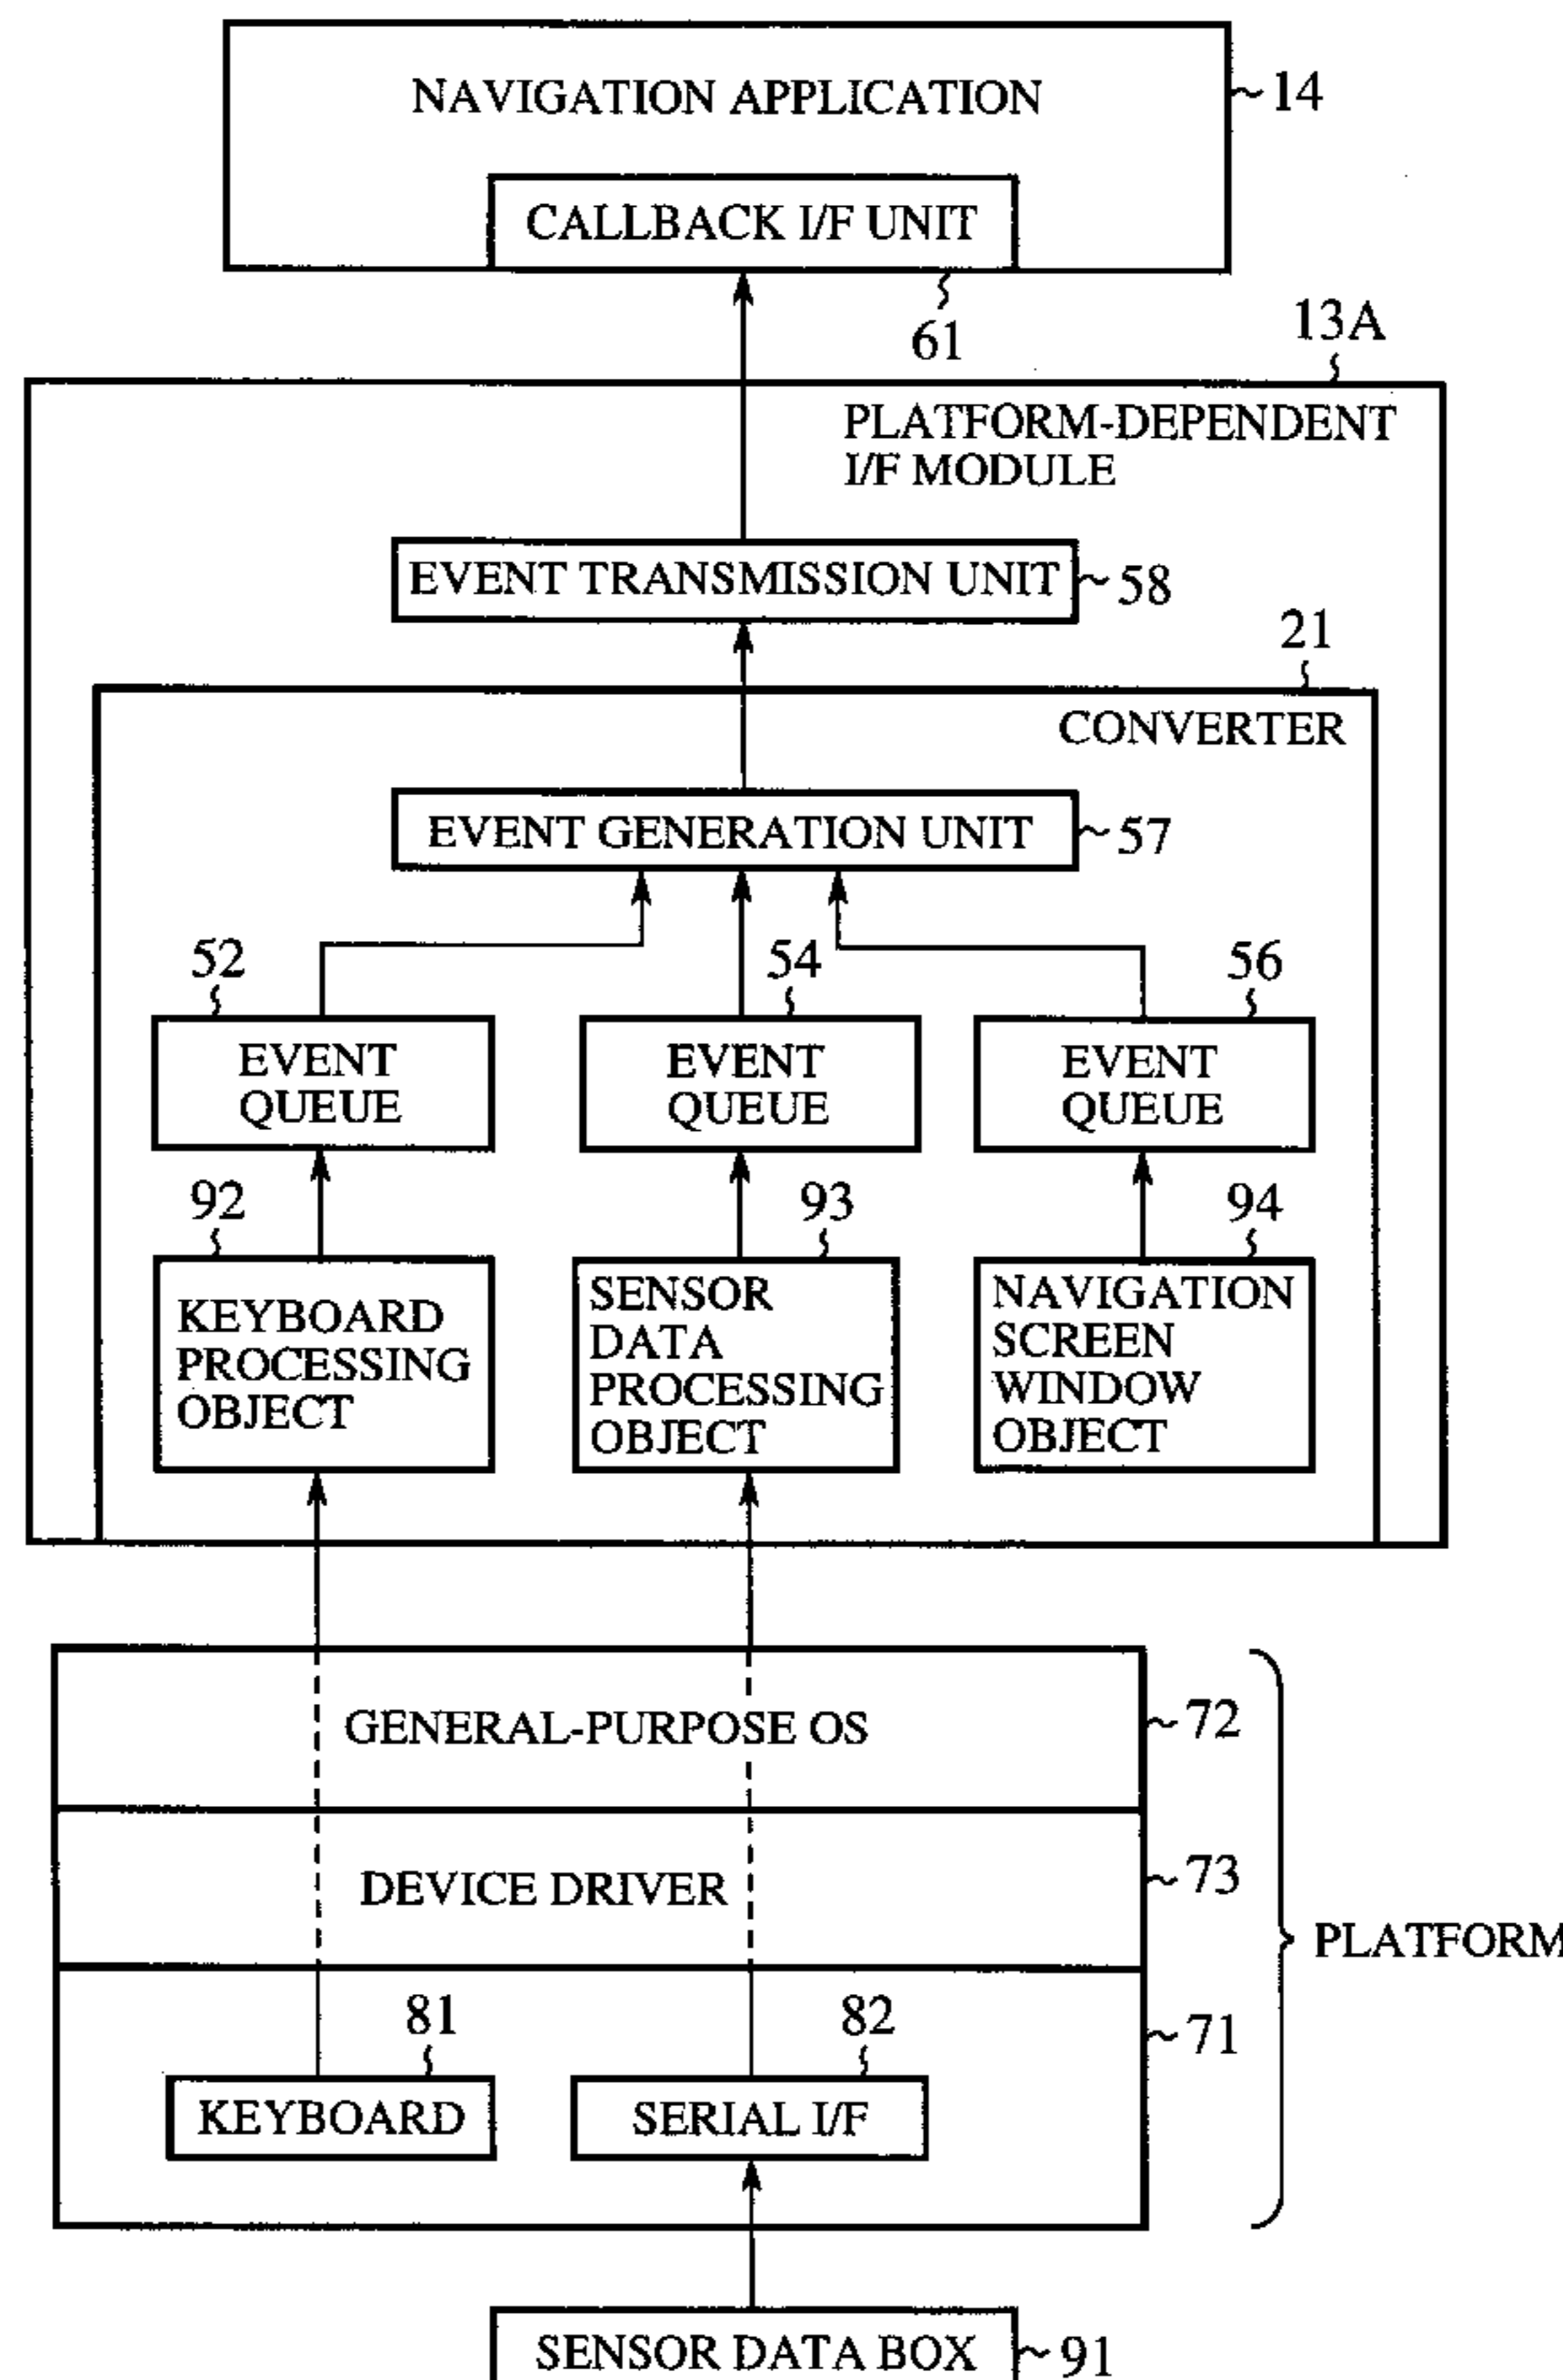 NAVIGATION APPLICATION
14
CALLBACK I/F UNIT
61
13A
PLATFORM-DEPENDENT
I/F MODULE
EVENT TRANSMISSION UNIT
58
21
CONVERTER
EVENT GENERATION UNIT
57
52
54
56
EVENT
QUEUE
EVENT
QUEUE
EVENT
QUEUE
92
93
94
KEYBOARD
PROCESSING
OBJECT
SENSOR
DATA
PROCESSING
OBJECT
NAVIGATION
SCREEN
WINDOW
OBJECT
GENERAL-PURPOSE OS
72
DEVICE DRIVER
73
PLATFORM
81
82
71
KEYBOARD
SERIAL I/F
SENSOR DATA BOX
91